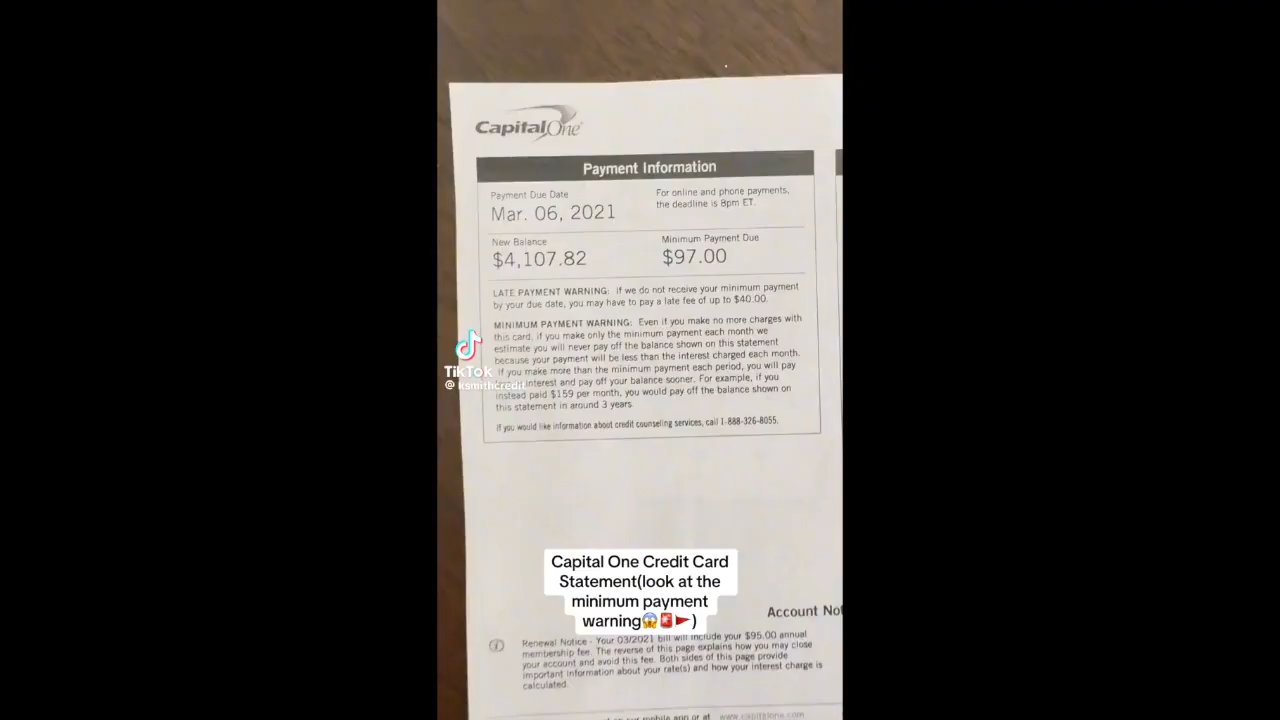 CapitalOne
Payment Information
Payment Due Date
Mar. 06, 2021
For online and phone payments,
the deadline is 8pm ET.
New Balance
$4,107.82
Minimum Payment Due
$97.00
LATE PAYMENT WARNING: If we do not receive your minimum payment
by your due date, you may have to pay a late fee of up to $40.00.
MINIMUM PAYMENT WARNING: Even if you make no more charges with
this card, if you make only the minimum payment each month we
estimate you will never pay off the balance shown on this statement
because your payment will be less than the interest charged each month.
If you make more than the minimum payment each period, you will pay
interest and pay off your balance sooner. For example, if you
instead paid $159 per month, you would pay off the balance shown on
this statement in around 3 years.
If you would like information about credit counseling services, call 1-888-326-8055.
TikTok
@ksmithcredit
Capital One Credit Card
Statement(look at the
minimum payment
warning😱🚨🚩)
Account
Renewal Notice - Your 03/2021 bill will include your $95.00 annual
membership fee. The reverse of this page explains how you may close
your account and avoid this fee. Both sides of this page provide
important information about your rate(s) and how your interest charge is
calculated.
mobile app or at www.capitalone.com